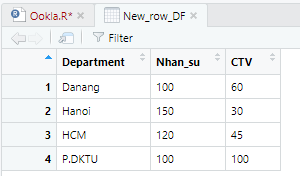 Ookla.R* New_row_DF
Filter
Department Nhan_su CTV
1 Danang 100 60
2 Hanoi 150 30
3 HCM 120 45
4 P.DKTU 100 100